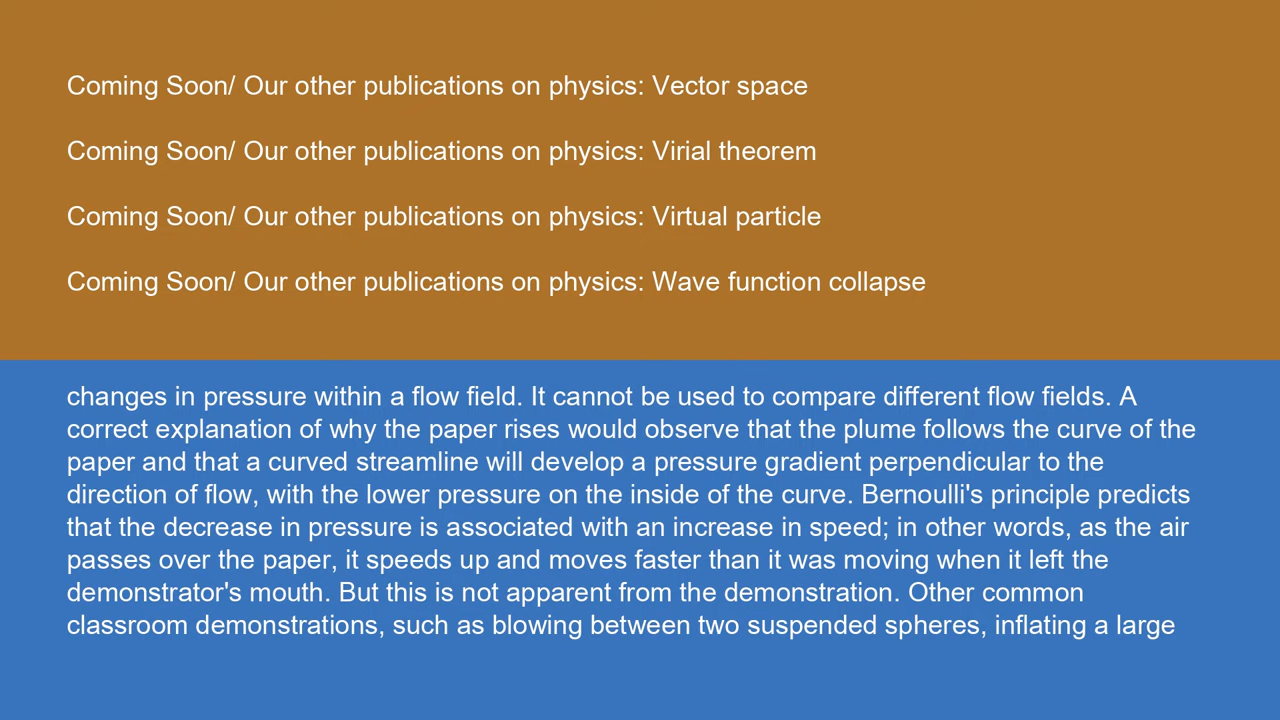 Coming Soon/ Our other publications on physics: Vector space
Coming Soon/ Our other publications on physics: Virial theorem
Coming Soon/ Our other publications on physics: Virtual particle
Coming Soon/ Our other publications on physics: Wave function collapse
changes in pressure within a flow field. It cannot be used to compare different flow fields. A
correct explanation of why the paper rises would observe that the plume follows the curve of the
paper and that a curved streamline will develop a pressure gradient perpendicular to the
direction of flow, with the lower pressure on the inside of the curve. Bernoulli's principle predicts
that the decrease in pressure is associated with an increase in speed; in other words, as the air
passes over the paper, it speeds up and moves faster than it was moving when it left the
demonstrator's mouth. But this is not apparent from the demonstration. Other common
classroom demonstrations, such as blowing between two suspended spheres, inflating a large